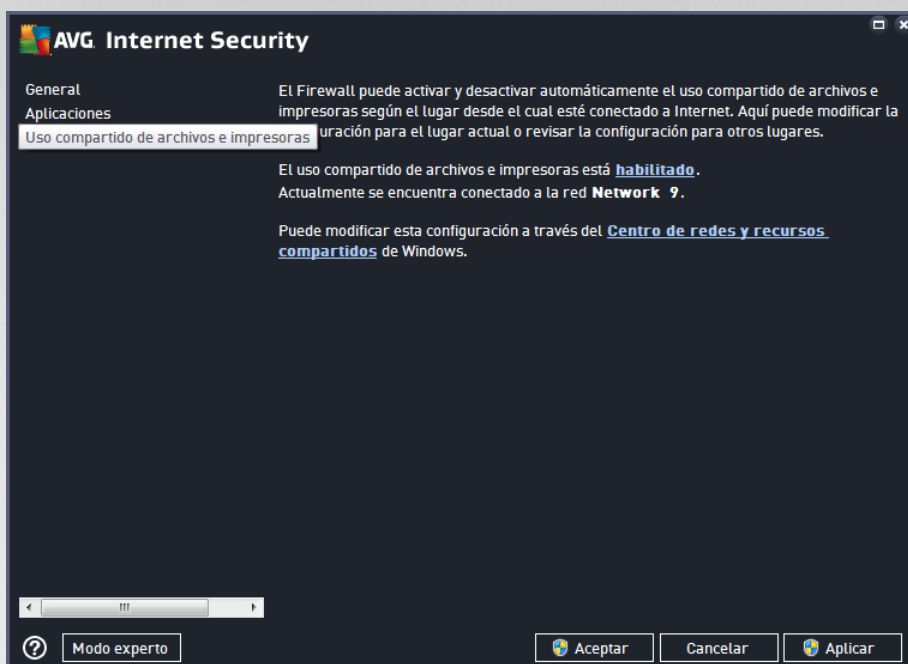 AVG. Internet Security
General
Aplicaciones
Uso compartido de archivos e impresoras
El Firewall puede activar y desactivar automáticamente el uso compartido de archivos e
impresoras según el lugar desde el cual esté conectado a Internet. Aquí puede modificar la
uración para el lugar actual o revisar la configuración para otros lugares.
El uso compartido de archivos e impresoras está habilitado.
Actualmente se encuentra conectado a la red Network 9.
Puede modificar esta configuración a través del Centro de redes y recursos
compartidos de Windows.
Modo experto
Aceptar
Cancelar
Aplicar